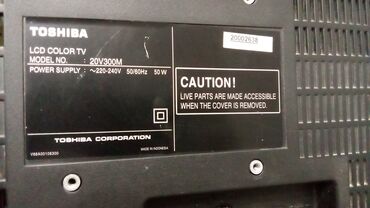 TOSHIBA
LCD COLOR TV
MODEL NO. 20V300M
POWER SUPPLY : ~220-240V 50/60Hz 50 W
TOSHIBA CORPORATION
MADE IN INDONESIA
20002638
CAUTION!
LIVE PARTS ARE MADE ACCESSIBLE
WHEN THE COVER IS REMOVED.